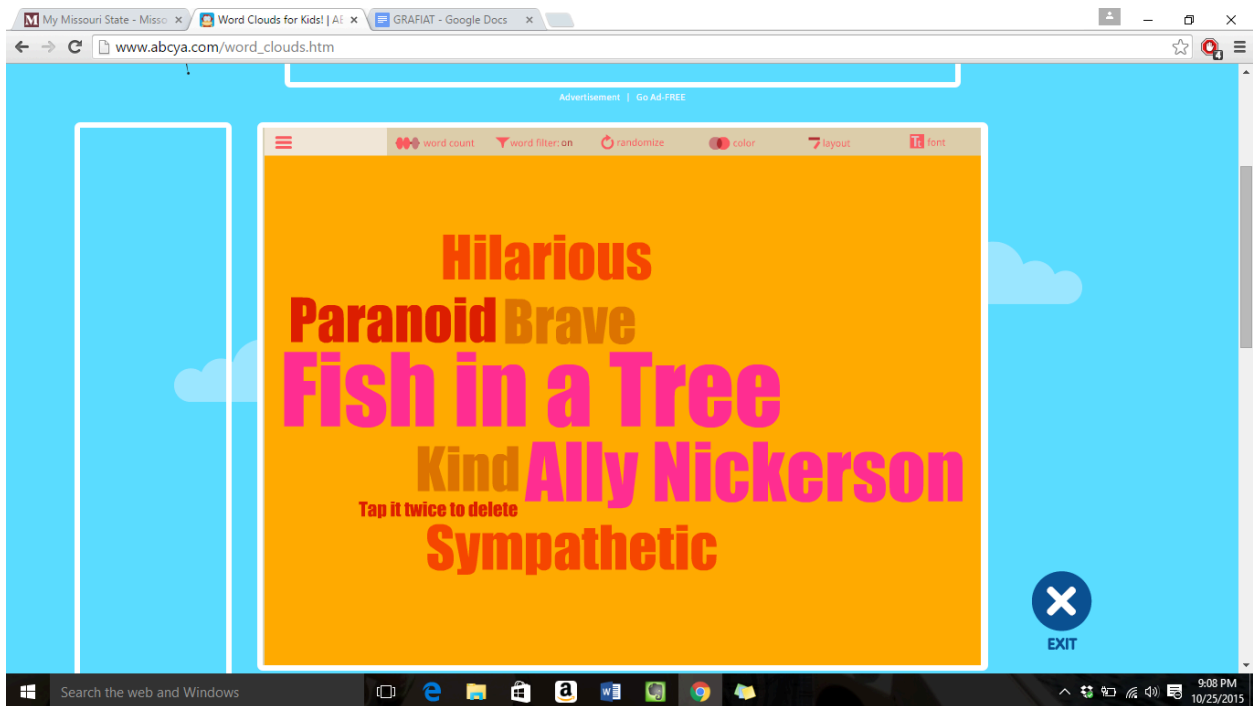 My Missouri State - Misso
Word Clouds for Kids! | AE
GRAFIAT - Google Docs
www.abcya.com/word_clouds.htm
Advertisement | Go Ad-FREE
word count word filter: on randomize color layout font
Hilarious
Paranoid Brave
Fish in a Tree
Kind Ally Nickerson
Tap it twice to delete
Sympathetic
EXIT
Search the web and Windows
9:08 PM
10/25/2015